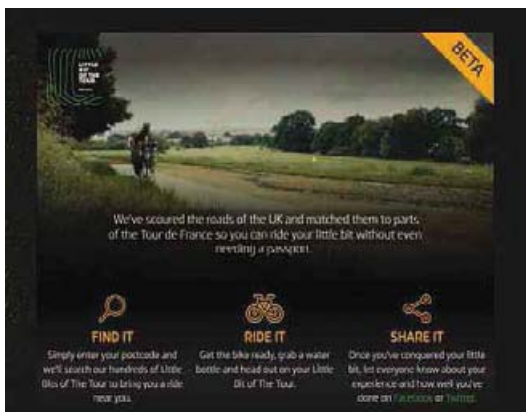 LITTLE
BIT
OF THE
TOUR
BETA
We've scoured the roads of the UK and matched them to parts
of the Tour de France so you can ride your little bit without even
needing a passport.
FIND IT
Simply enter your postcode and
we'll search our hundreds of Little
Bits of The Tour to bring you a ride
near you.
RIDE IT
Get the bike ready, grab a water
bottle and head out on your Little
Bit of The Tour.
SHARE IT
Once you've conquered your little
bit, let everyone know about your
experience and how well you've
done on Facebook or Twitter.